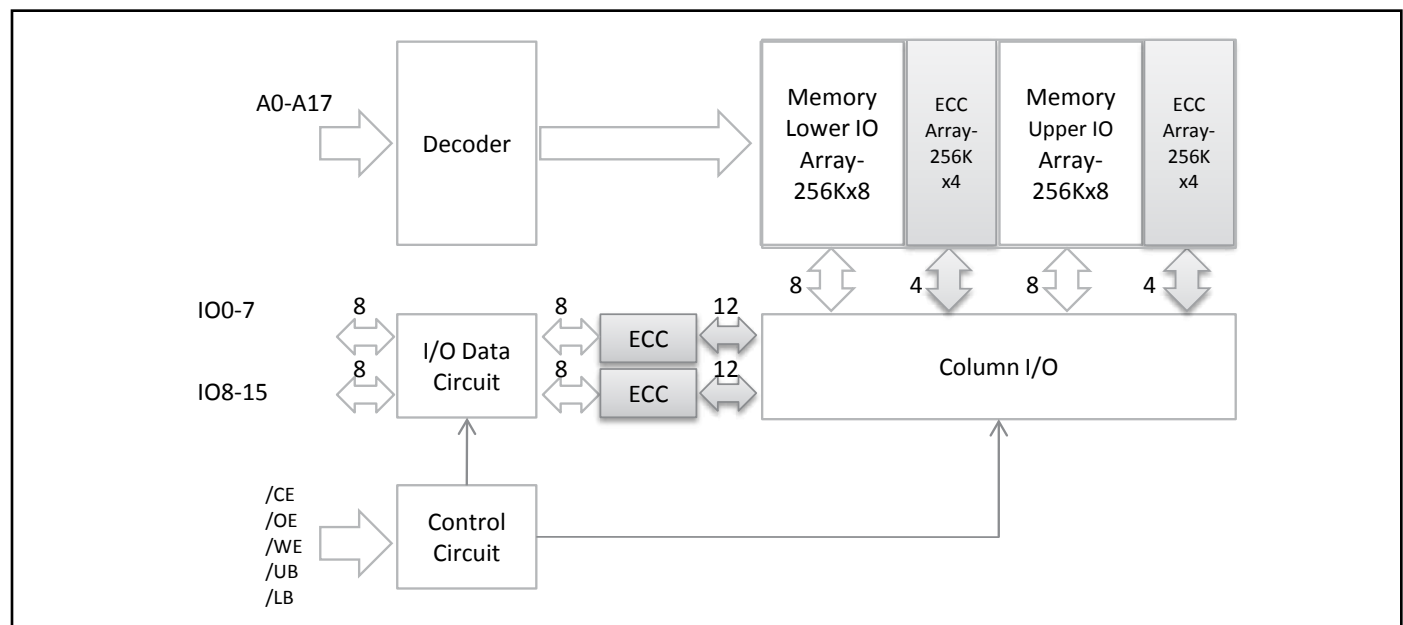 A0-A17
Decoder
Memory
Lower IO
Array-
256Kx8
ECC
Array-
256K
x4
Memory
Upper IO
Array-
256Kx8
ECC
Array-
256K
x4
8
4
8
4
IO0-7
8
8
12
IO8-15
8
8
12
I/O Data
Circuit
ECC
ECC
Column I/O
/CE
/OE
/WE
/UB
/LB
Control
Circuit